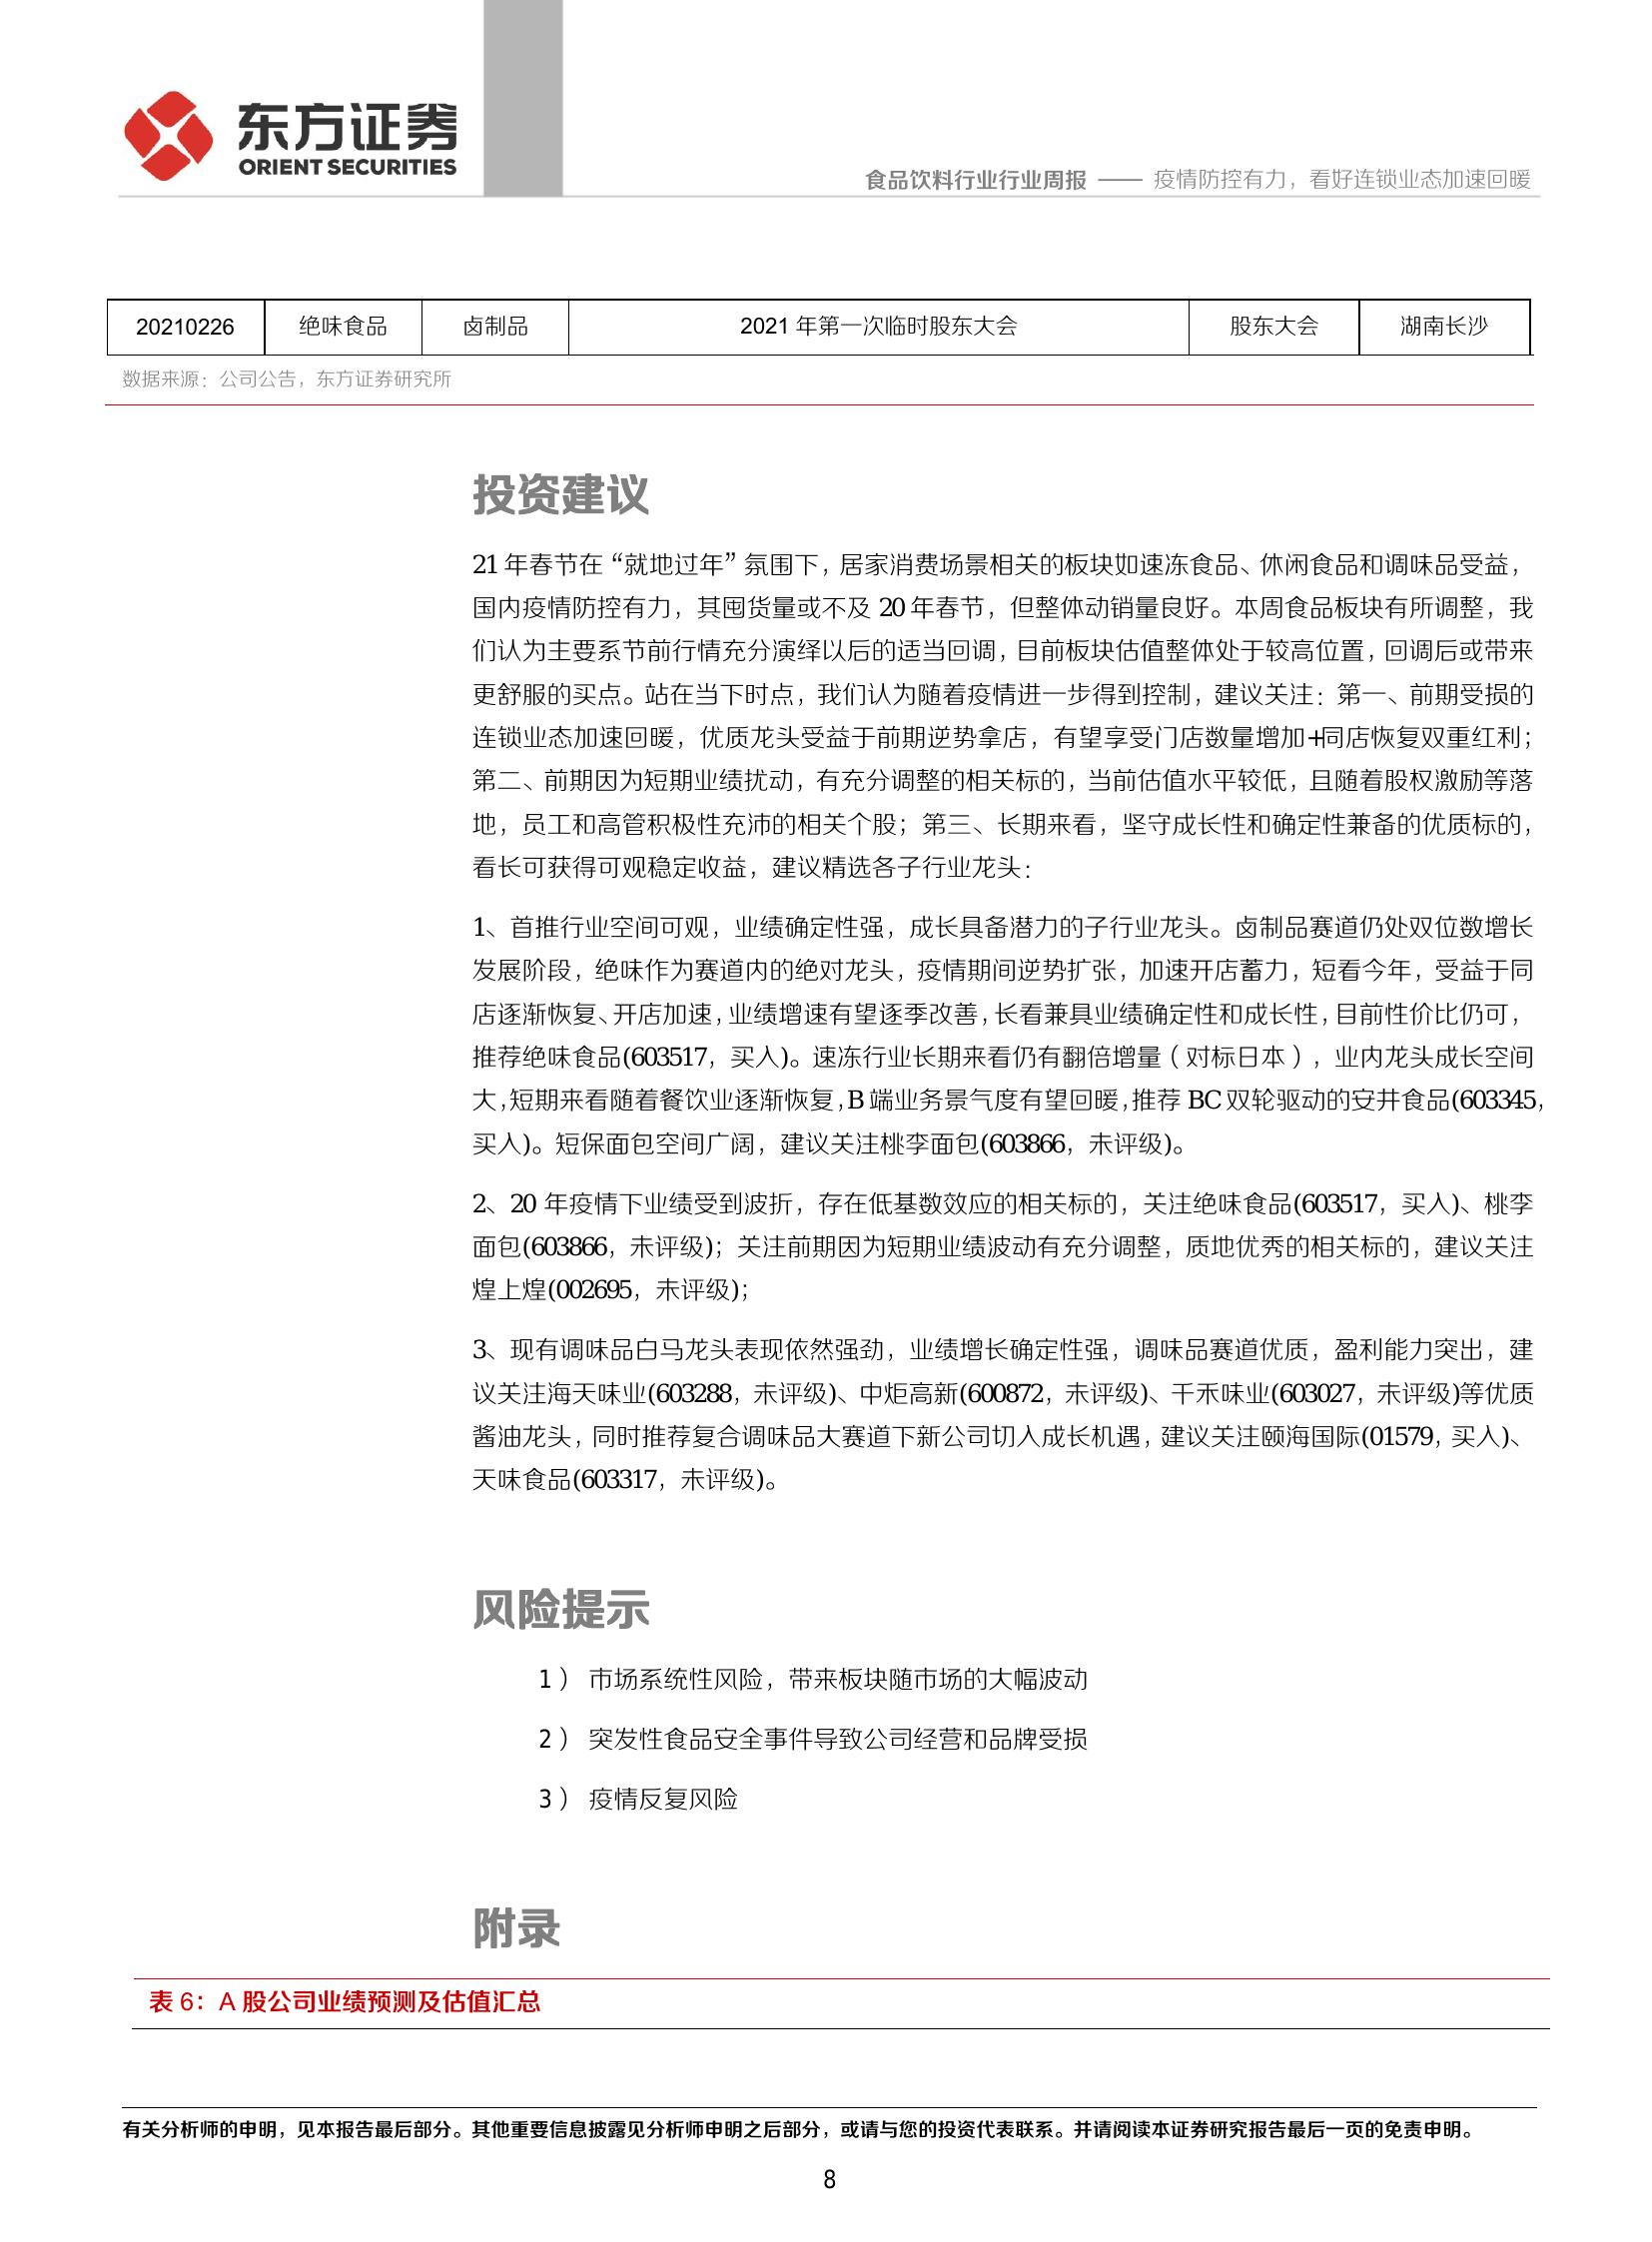 东方证券
ORIENT SECURITIES
食品饮料行业行业周报 —— 疫情防控有力，看好连锁业态加速回暖
20210226 绝味食品 卤制品 2021 年第一次临时股东大会 股东大会 湖南长沙
数据来源：公司公告，东方证券研究所
投资建议
21 年春节在“就地过年”氛围下，居家消费场景相关的板块如速冻食品、休闲食品和调味品受益，
国内疫情防控有力，其囤货量或不及 20 年春节，但整体动销量良好。本周食品板块有所调整，我
们认为主要系节前行情充分演绎以后的适当回调，目前板块估值整体处于较高位置，回调后或带来
更舒服的买点。站在当下时点，我们认为随着疫情进一步得到控制，建议关注：第一、前期受损的
连锁业态加速回暖，优质龙头受益于前期逆势拿店，有望享受门店数量增加+同店恢复双重红利；
第二、前期因为短期业绩扰动，有充分调整的相关标的，当前估值水平较低，且随着股权激励等落
地，员工和高管积极性充沛的相关个股；第三、长期来看，坚守成长性和确定性兼备的优质标的，
看长可获得可观稳定收益，建议精选各子行业龙头：
1、首推行业空间可观，业绩确定性强，成长具备潜力的子行业龙头。卤制品赛道仍处双位数增长
发展阶段，绝味作为赛道内的绝对龙头，疫情期间逆势扩张，加速开店蓄力，短看今年，受益于同
店逐渐恢复、开店加速，业绩增速有望逐季改善，长看兼具业绩确定性和成长性，目前性价比仍可，
推荐绝味食品(603517，买入)。速冻行业长期来看仍有翻倍增量（对标日本），业内龙头成长空间
大，短期来看随着餐饮业逐渐恢复，B 端业务景气度有望回暖，推荐 BC 双轮驱动的安井食品(603345，
买入)。短保面包空间广阔，建议关注桃李面包(603866，未评级)。
2、20 年疫情下业绩受到波折，存在低基数效应的相关标的，关注绝味食品(603517，买入)、桃李
面包(603866，未评级)；关注前期因为短期业绩波动有充分调整，质地优秀的相关标的，建议关注
煌上煌(002695，未评级)；
3、现有调味品白马龙头表现依然强劲，业绩增长确定性强，调味品赛道优质，盈利能力突出，建
议关注海天味业(603288，未评级)、中炬高新(600872，未评级)、千禾味业(603027，未评级)等优质
酱油龙头，同时推荐复合调味品大赛道下新公司切入成长机遇，建议关注颐海国际(01579，买入)、
天味食品(603317，未评级)。
风险提示
1） 市场系统性风险，带来板块随市场的大幅波动
2） 突发性食品安全事件导致公司经营和品牌受损
3） 疫情反复风险
附录
表 6：A 股公司业绩预测及估值汇总
有关分析师的申明，见本报告最后部分。其他重要信息披露见分析师申明之后部分，或请与您的投资代表联系。并请阅读本证券研究报告最后一页的免责申明。
8